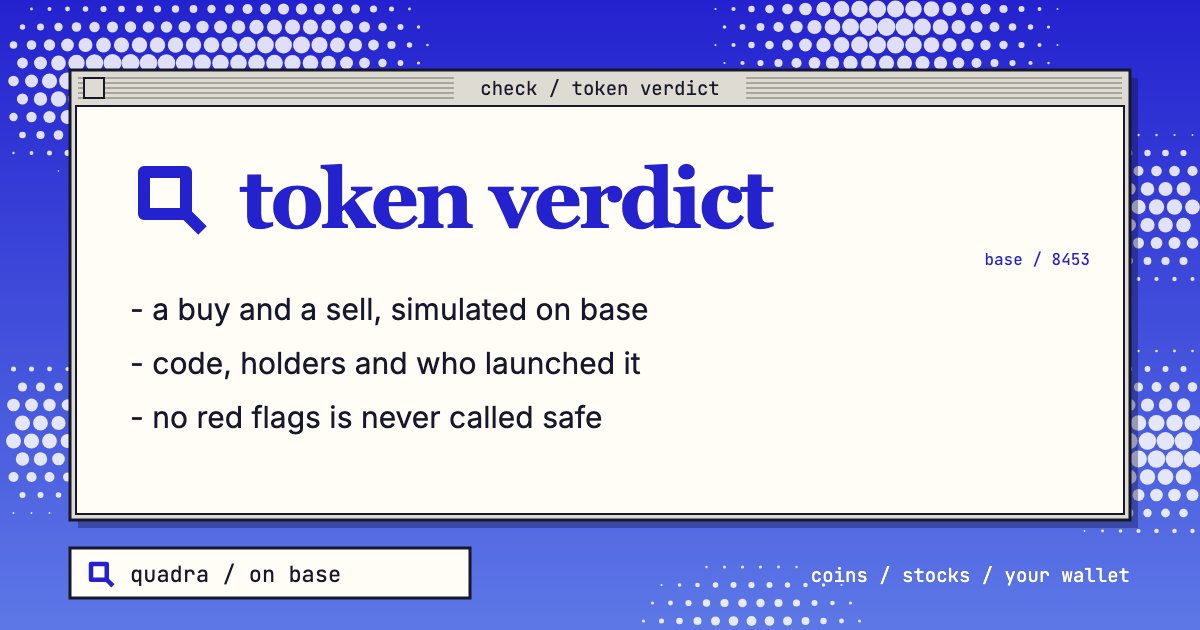 check / token verdict
token verdict
base / 8453
- a buy and a sell, simulated on base
- code, holders and who launched it
- no red flags is never called safe
quadra / on base
coins / stocks / your wallet